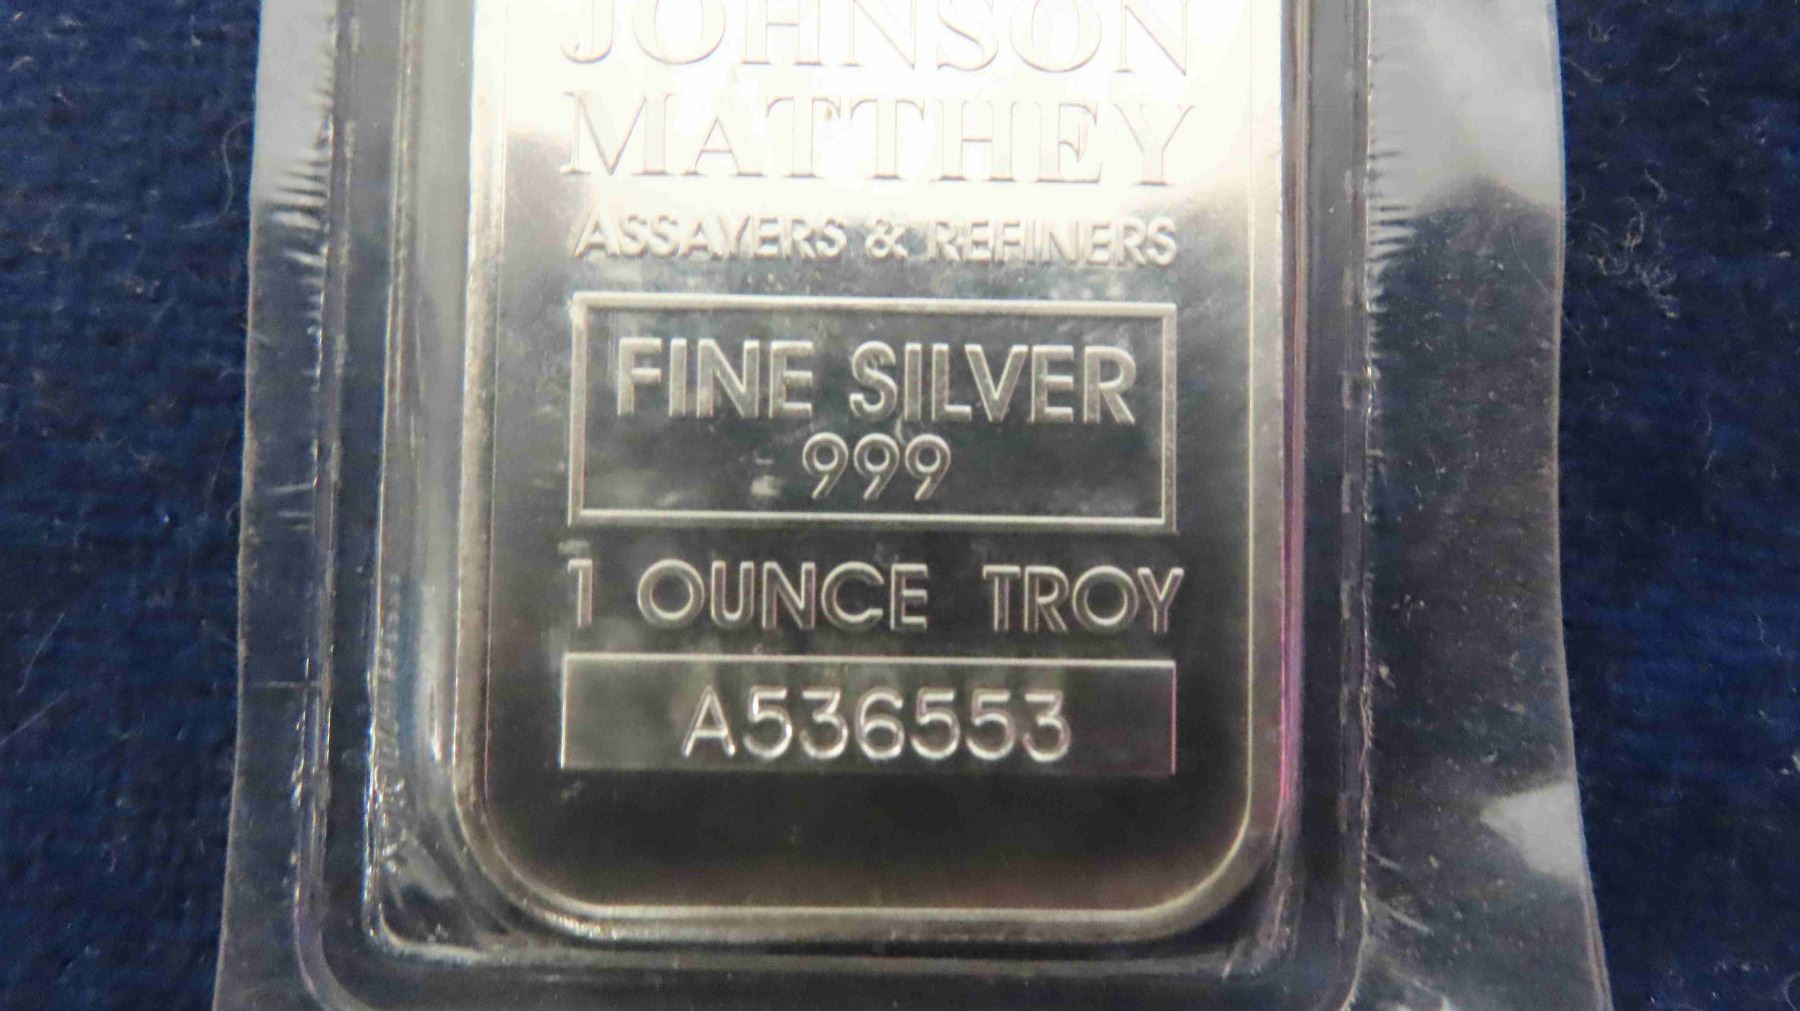 JOHNSON
MATTHEY
ASSAYERS & REFINERS
FINE SILVER
999
1 OUNCE TROY
A536553